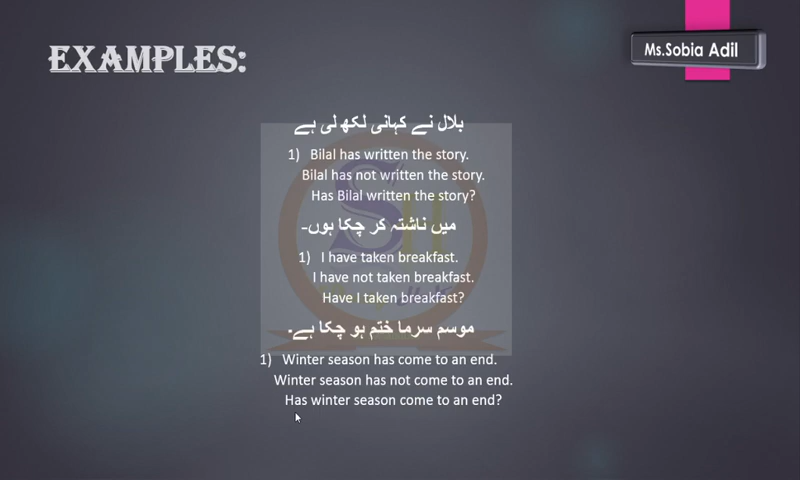 EXAMPLES:
Ms.Sobia Adil
بلال نے کہانی لکھ لی ہے
1) Bilal has written the story.
Bilal has not written the story.
Has Bilal written the story?
میں ناشتہ کر چکا ہوں۔
1) I have taken breakfast.
I have not taken breakfast.
Have I taken breakfast?
موسم سرما ختم ہو چکا ہے۔
1) Winter season has come to an end.
Winter season has not come to an end.
Has winter season come to an end?